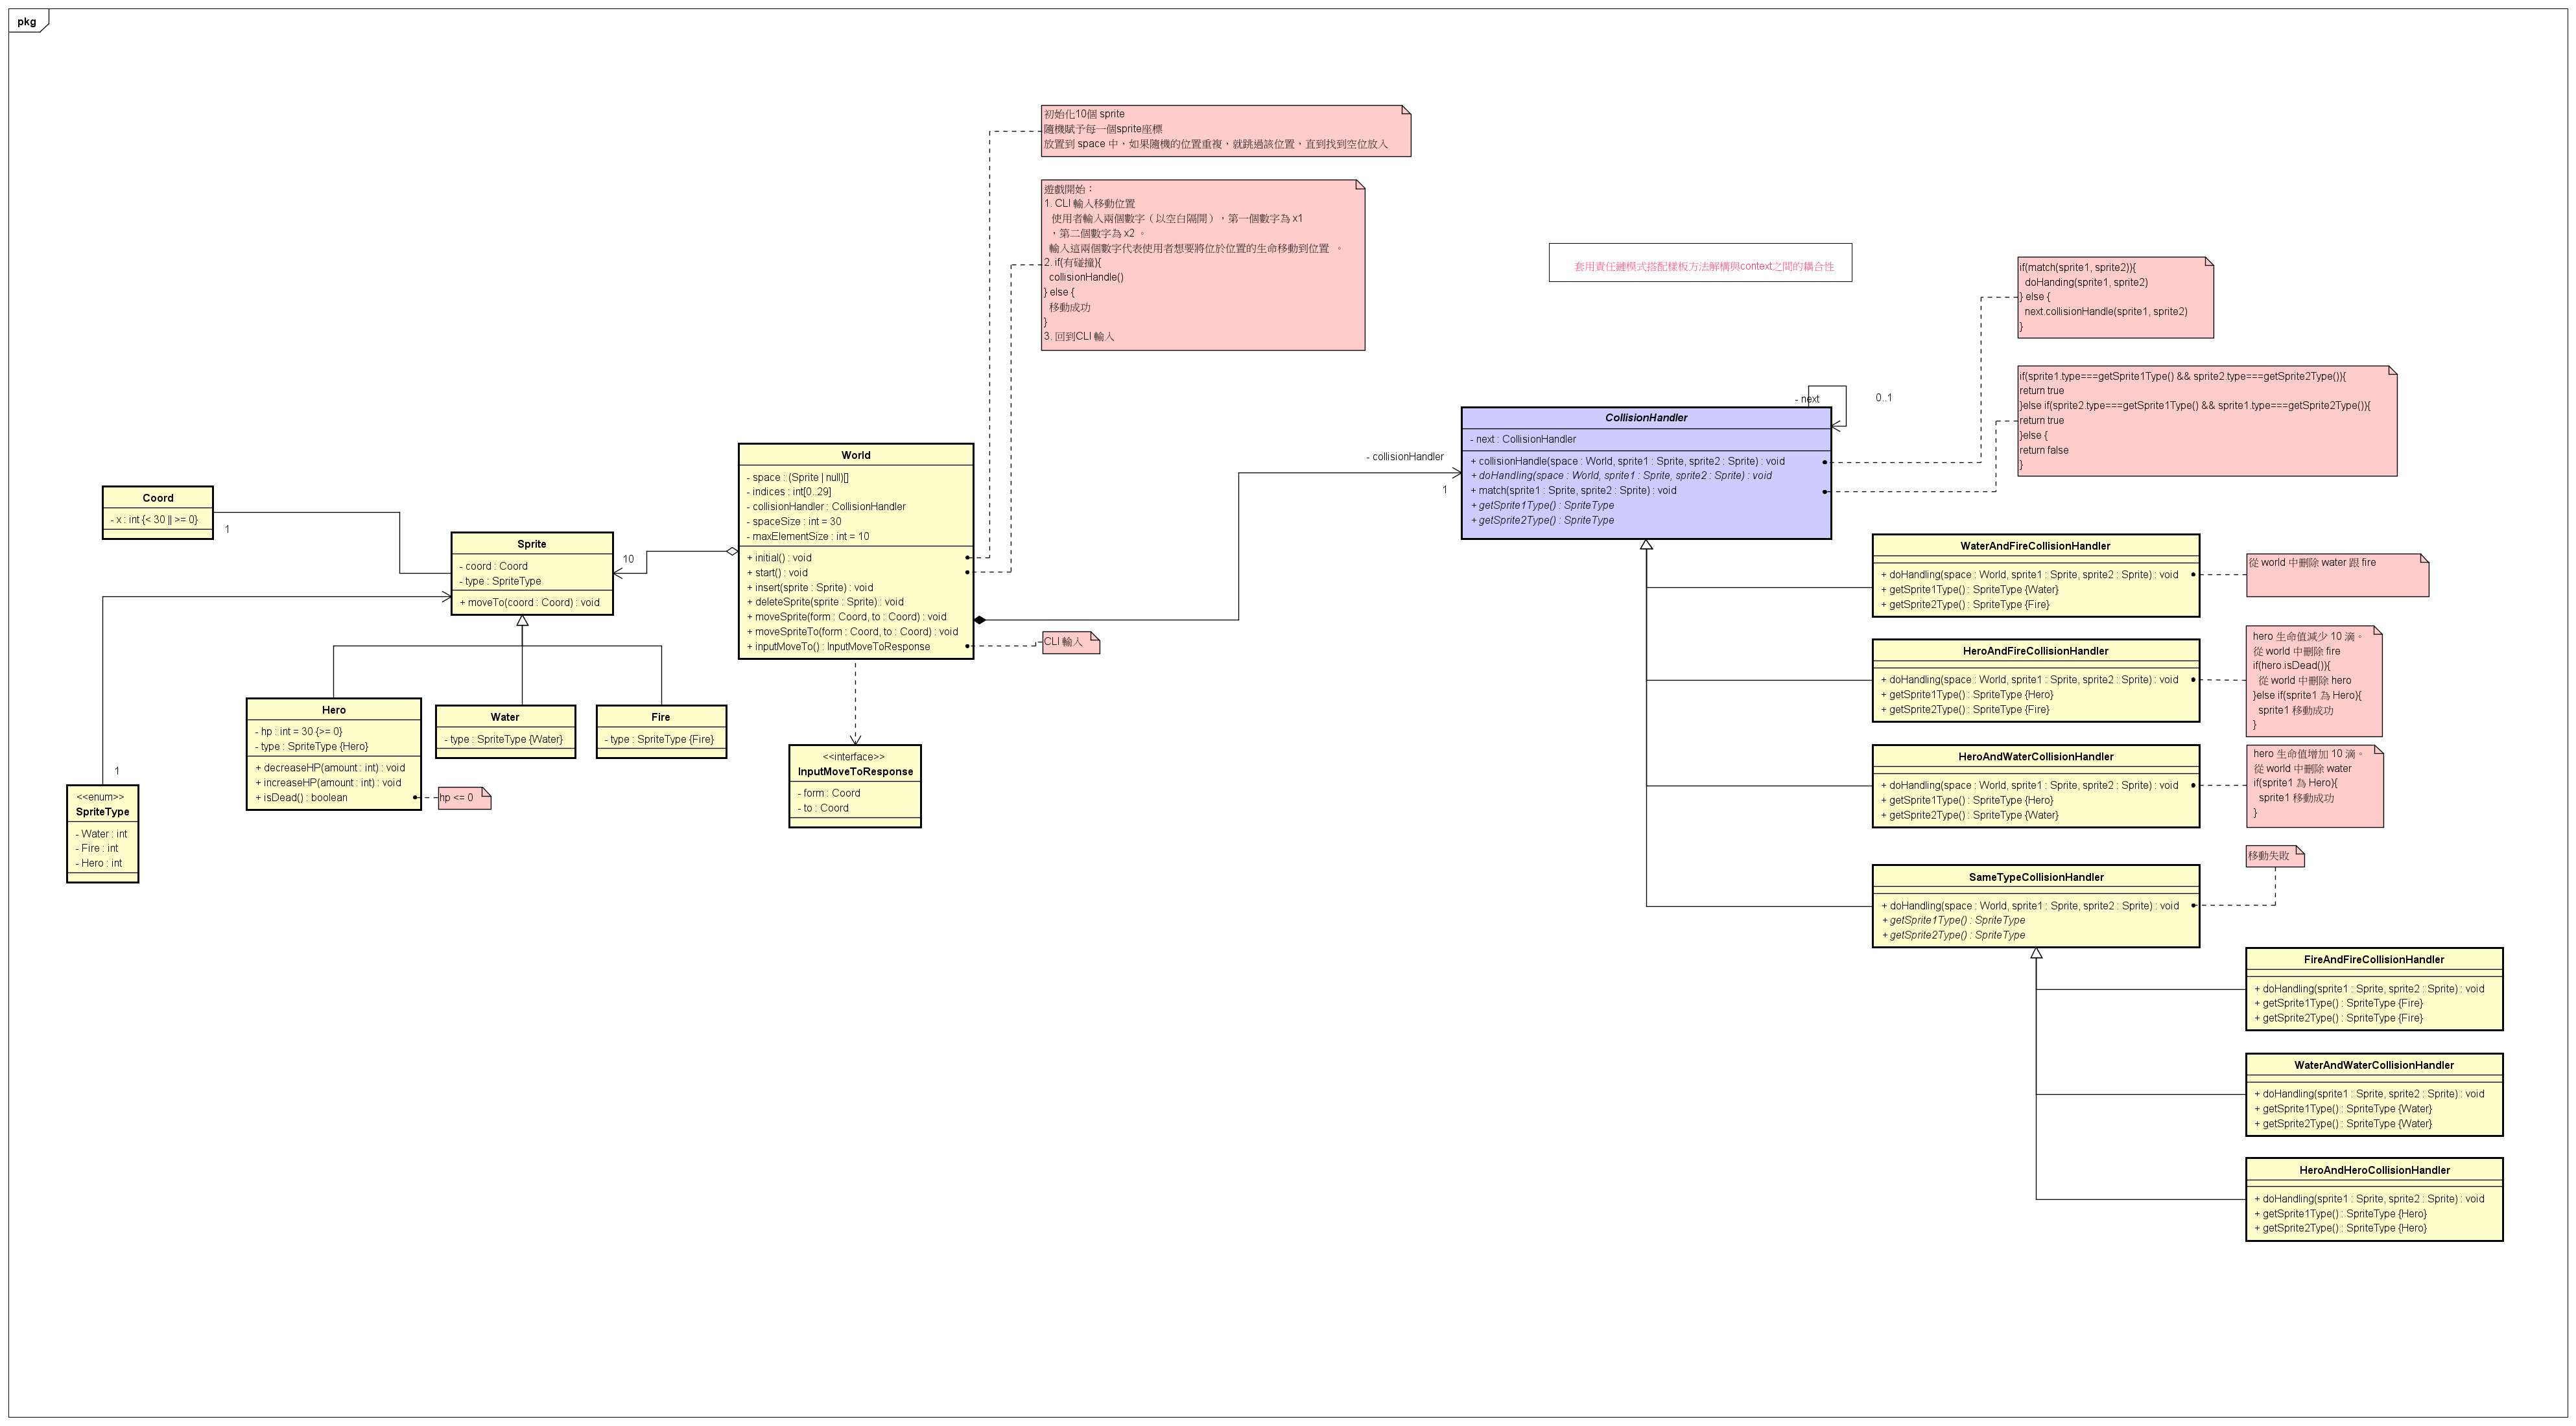 pkg
初始化10個 sprite
隨機賦予每一個sprite座標
放置到 space 中，如果隨機的位置重複，就跳過該位置，直到找到空位放入
遊戲開始：
1. CLI 輸入移動位置
使用者輸入兩個數字（以空白隔開），第一個數字為 x1
，第二個數字為 x2 。
輸入這兩個數字代表使用者想要將位於位置的生命移動到位置 。
2. if(有碰撞){
collisionHandle()
} else {
移動成功
}
3. 回到CLI 輸入
套用責任鏈模式搭配樣板方法解構與context之間的耦合性
if(match(sprite1, sprite2)){
doHanding(sprite1, sprite2)
} else {
next.collisionHandle(sprite1, sprite2)
}
if(sprite1.type===getSprite1Type() && sprite2.type===getSprite2Type()){
return true
}else if(sprite2.type===getSprite1Type() && sprite1.type===getSprite2Type()){
return true
}else {
return false
}
- next
0..1
CollisionHandler
- next : CollisionHandler
+ collisionHandle(space : World, sprite1 : Sprite, sprite2 : Sprite) : void
+ doHandling(space : World, sprite1 : Sprite, sprite2 : Sprite) : void
+ match(sprite1 : Sprite, sprite2 : Sprite) : void
+ getSprite1Type() : SpriteType
+ getSprite2Type() : SpriteType
- collisionHandler
1
World
- space : (Sprite | null)[]
- indices : int[0..29]
- collisionHandler : CollisionHandler
- spaceSize : int = 30
- maxElementSize : int = 10
+ initial() : void
+ start() : void
+ insert(sprite : Sprite) : void
+ deleteSprite(sprite : Sprite) : void
+ moveSprite(form : Coord, to : Coord) : void
+ moveSpriteTo(form : Coord, to : Coord) : void
+ inputMoveTo() : InputMoveToResponse
CLI 輸入
Coord
- x : int {< 30 || >= 0}
1
Sprite
- coord : Coord
- type : SpriteType
+ moveTo(coord : Coord) : void
10
Hero
- hp : int = 30 {>= 0}
- type : SpriteType {Hero}
+ decreaseHP(amount : int) : void
+ increaseHP(amount : int) : void
+ isDead() : boolean
hp <= 0
Water
- type : SpriteType {Water}
Fire
- type : SpriteType {Fire}
1
<<enum>>
SpriteType
- Water : int
- Fire : int
- Hero : int
<<interface>>
InputMoveToResponse
- form : Coord
- to : Coord
WaterAndFireCollisionHandler
+ doHandling(space : World, sprite1 : Sprite, sprite2 : Sprite) : void
+ getSprite1Type() : SpriteType {Water}
+ getSprite2Type() : SpriteType {Fire}
從 world 中刪除 water 跟 fire
HeroAndFireCollisionHandler
+ doHandling(space : World, sprite1 : Sprite, sprite2 : Sprite) : void
+ getSprite1Type() : SpriteType {Hero}
+ getSprite2Type() : SpriteType {Fire}
hero 生命值減少 10 滴。
從 world 中刪除 fire
if(hero.isDead()){
從 world 中刪除 hero
}else if(sprite1 為 Hero){
sprite1 移動成功
}
HeroAndWaterCollisionHandler
+ doHandling(space : World, sprite1 : Sprite, sprite2 : Sprite) : void
+ getSprite1Type() : SpriteType {Hero}
+ getSprite2Type() : SpriteType {Water}
hero 生命值增加 10 滴。
從 world 中刪除 water
if(sprite1 為 Hero){
sprite1 移動成功
}
移動失敗
SameTypeCollisionHandler
+ doHandling(space : World, sprite1 : Sprite, sprite2 : Sprite) : void
+ getSprite1Type() : SpriteType
+ getSprite2Type() : SpriteType
FireAndFireCollisionHandler
+ doHandling(sprite1 : Sprite, sprite2 : Sprite) : void
+ getSprite1Type() : SpriteType {Fire}
+ getSprite2Type() : SpriteType {Fire}
WaterAndWaterCollisionHandler
+ doHandling(sprite1 : Sprite, sprite2 : Sprite) : void
+ getSprite1Type() : SpriteType {Water}
+ getSprite2Type() : SpriteType {Water}
HeroAndHeroCollisionHandler
+ doHandling(sprite1 : Sprite, sprite2 : Sprite) : void
+ getSprite1Type() : SpriteType {Hero}
+ getSprite2Type() : SpriteType {Hero}